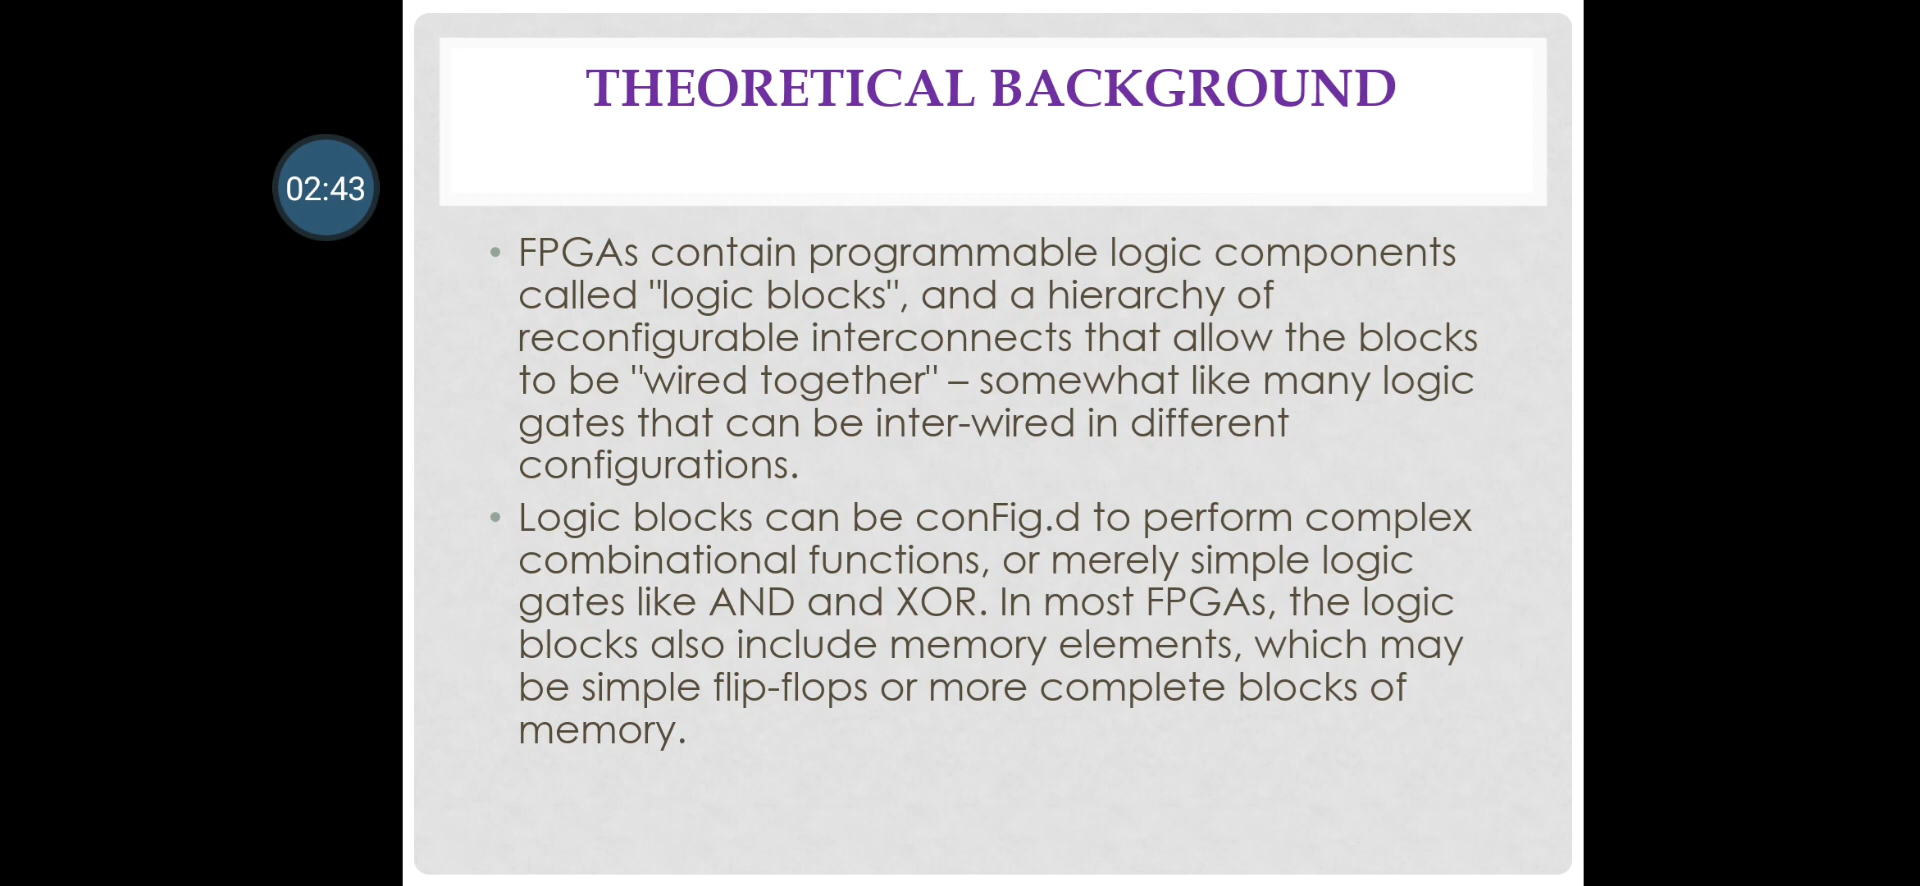 THEORETICAL BACKGROUND
02:43
• FPGAs contain programmable logic components
called "logic blocks", and a hierarchy of
reconfigurable interconnects that allow the blocks
to be "wired together" – somewhat like many logic
gates that can be inter-wired in different
configurations.
• Logic blocks can be conFig.d to perform complex
combinational functions, or merely simple logic
gates like AND and XOR. In most FPGAs, the logic
blocks also include memory elements, which may
be simple flip-flops or more complete blocks of
memory.